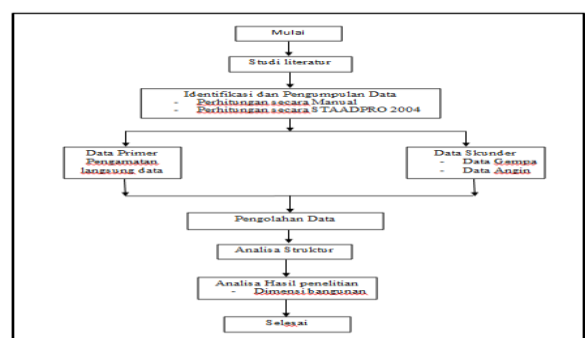 Mulai
Studi literatur
Identifikasi dan Pengumpulan Data
- Perhitungan secara Manual
- Perhitungan secara STAADPRO 2004
Data Primer
Pengamatan
langsung data
Data Skunder
- Data Gempa
- Data Angin
Pengolahan Data
Analisa Struktur
Analisa Hasil penelitian
- Dimensi bangunan
Selesai